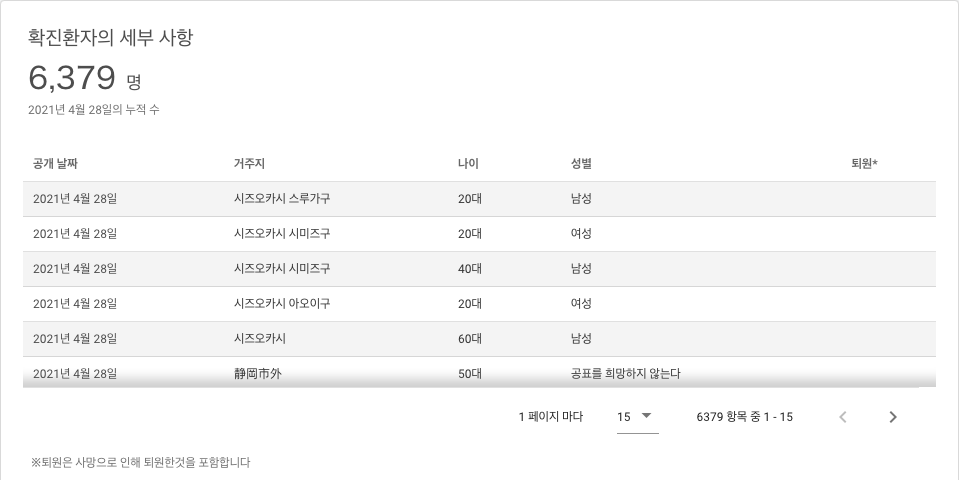 확진환자의 세부 사항
6,379 명
2021년 4월 28일의 누적 수
공개 날짜 거주지 나이 성별 퇴원*
2021년 4월 28일 시즈오카시 스루가구 20대 남성
2021년 4월 28일 시즈오카시 시미즈구 20대 여성
2021년 4월 28일 시즈오카시 시미즈구 40대 남성
2021년 4월 28일 시즈오카시 아오이구 20대 여성
2021년 4월 28일 시즈오카시 60대 남성
2021년 4월 28일 静岡市外 50대 공표를 희망하지 않는다
1 페이지 마다 15 6379 항목 중 1 - 15
※퇴원은 사망으로 인해 퇴원한것을 포함합니다